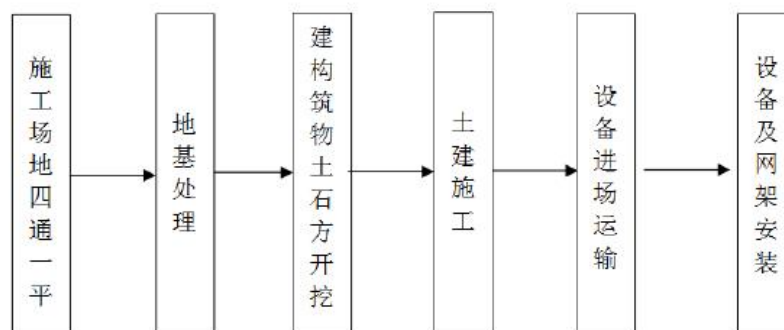 施工场地四通一平
地基处理
建构筑物土石方开挖
土建施工
设备进场运输
设备及网架安装